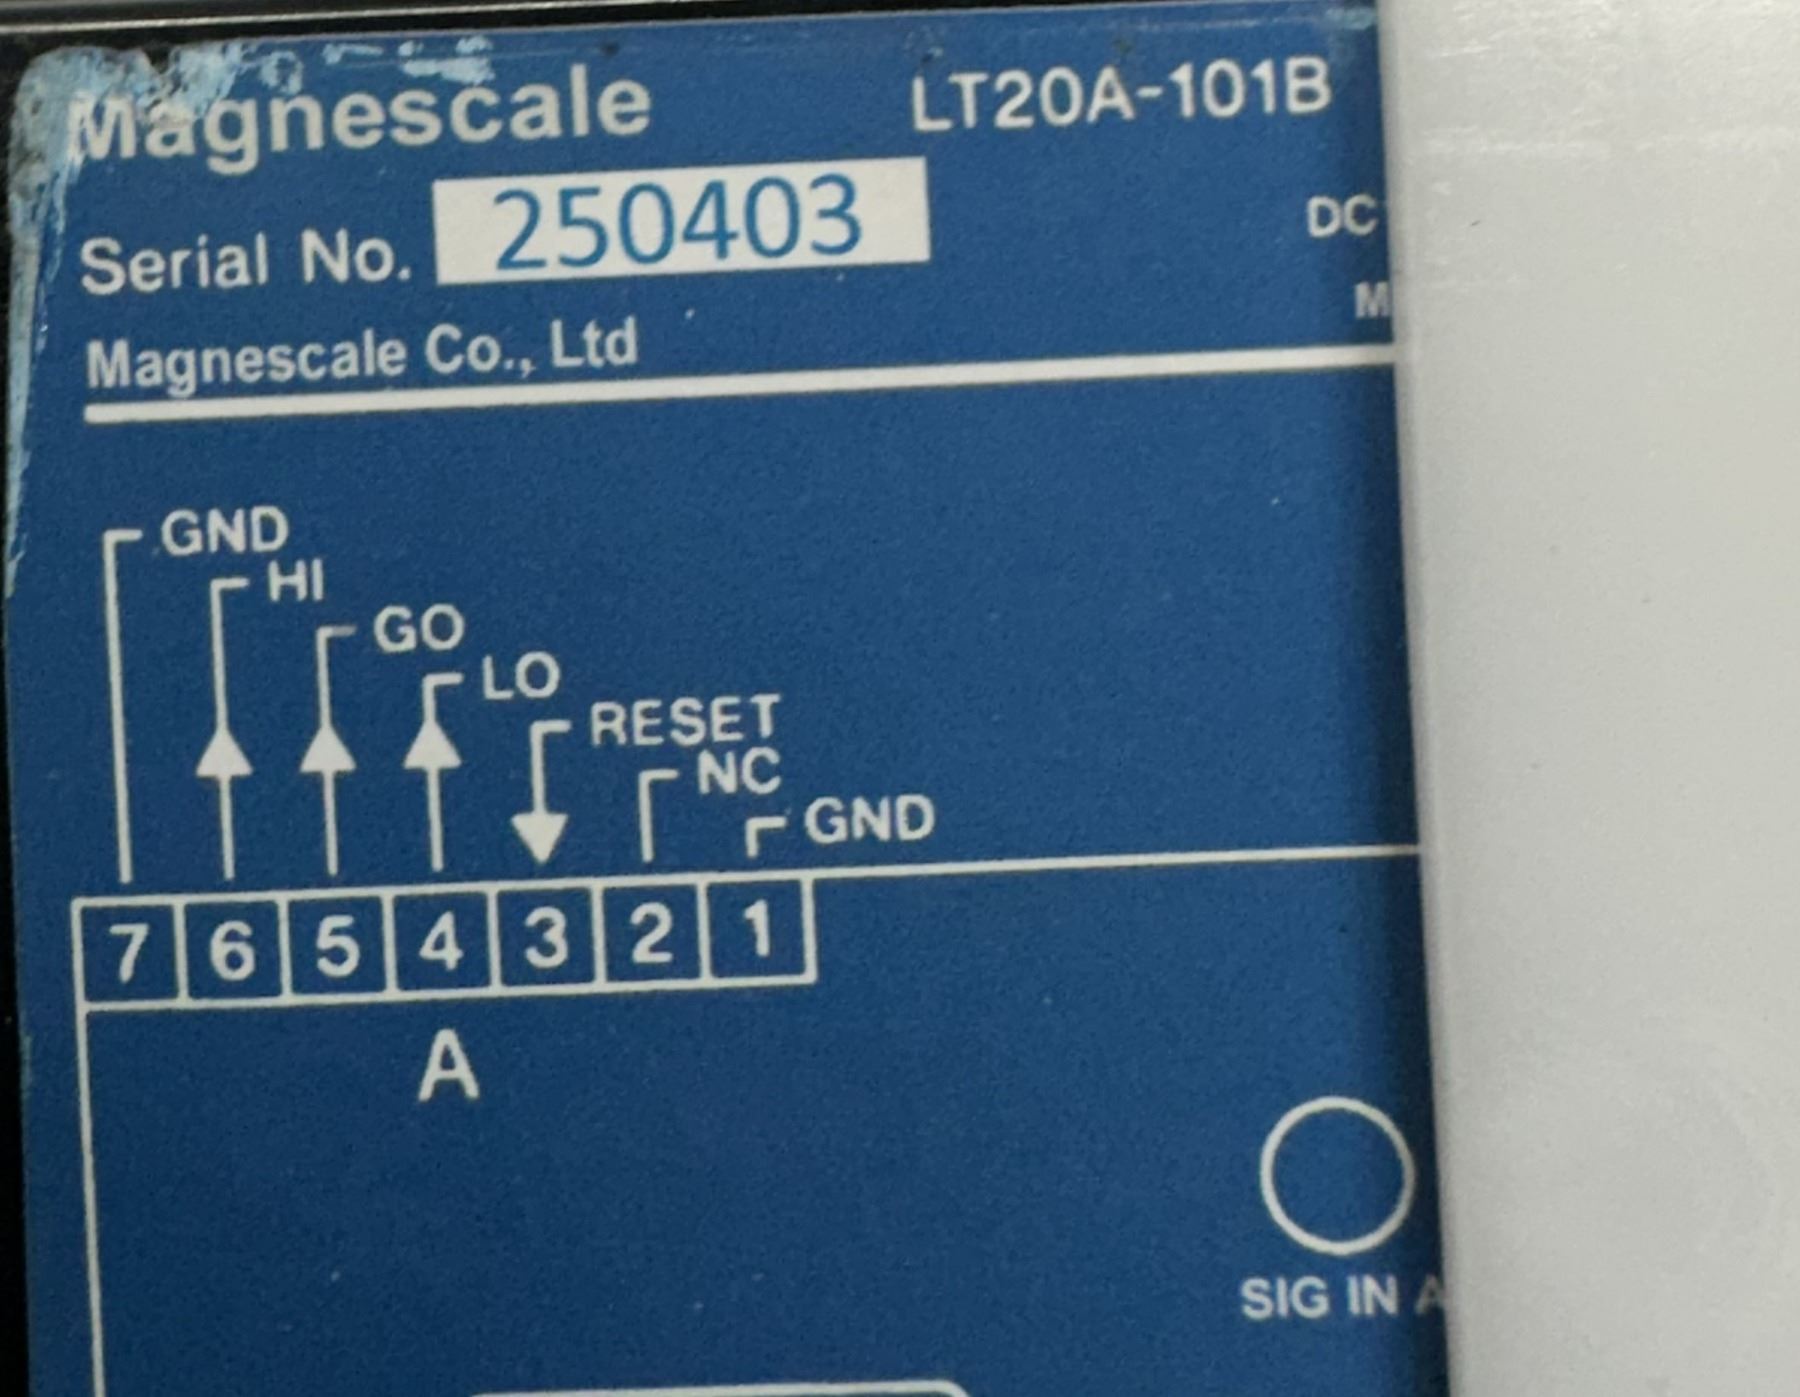 Magnescale LT20A-101B
Serial No. 250403 DC
M
Magnescale Co., Ltd
GND
HI
GO
LO
RESET
NC
GND
7 6 5 4 3 2 1
A
SIG IN A